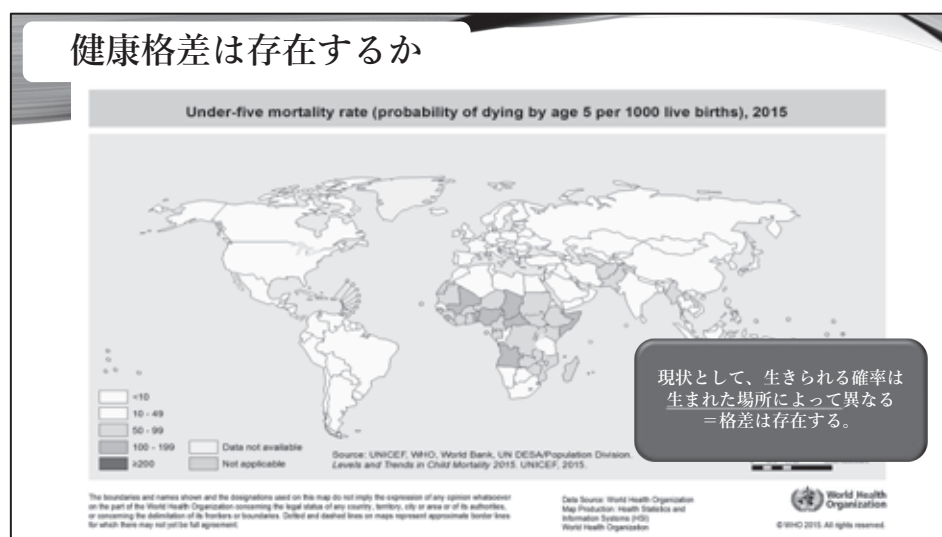 健康格差は存在するか
Under-five mortality rate (probability of dying by age 5 per 1000 live births), 2015
現状として、生きられる確率は
生まれた場所によって異なる
＝格差は存在する。
<10
10 - 49
50 - 99
100 - 199
≥200
Data not available
Not applicable
Source: UNICEF, WHO, World Bank, UN DESA/Population Division.
Levels and Trends in Child Mortality 2015. UNICEF, 2015.
The boundaries and names shown and the designations used on this map do not imply the expression of any opinion whatsoever
on the part of the World Health Organization concerning the legal status of any country, territory, city or area or of its authorities,
or concerning the delimitation of its frontiers or boundaries. Dotted and dashed lines on maps represent approximate border lines
for which there may not yet be full agreement.
Data Source: World Health Organization
Map Production: Health Statistics and
Information Systems (HSI)
World Health Organization
World Health
Organization
© WHO 2015. All rights reserved.